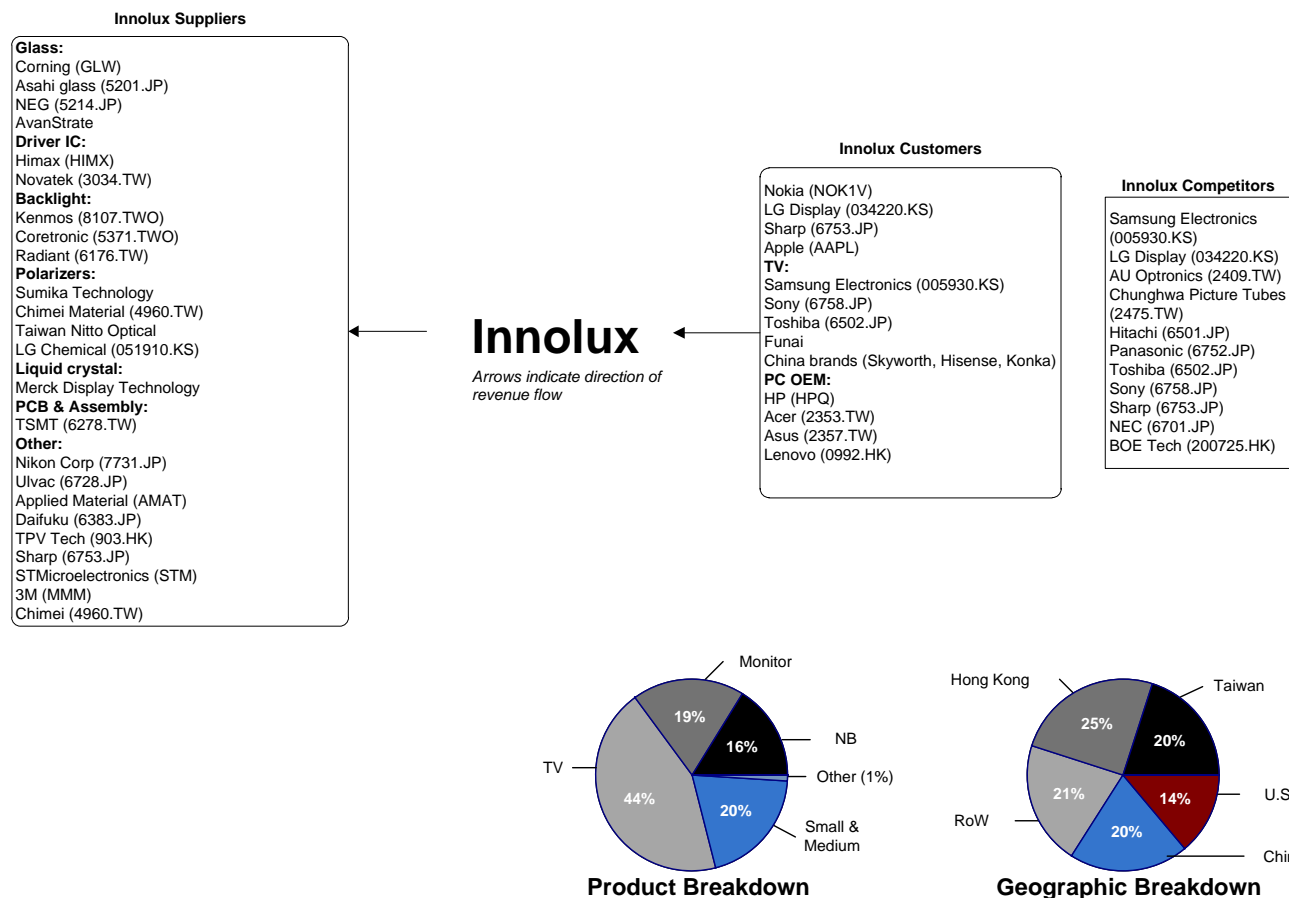 Innolux Suppliers
Glass:
Corning (GLW)
Asahi glass (5201.JP)
NEG (5214.JP)
AvanStrate
Driver IC:
Himax (HIMX)
Novatek (3034.TW)
Backlight:
Kenmos (8107.TWO)
Coretronic (5371.TWO)
Radiant (6176.TW)
Polarizers:
Sumika Technology
Chimei Material (4960.TW)
Taiwan Nitto Optical
LG Chemical (051910.KS)
Liquid crystal:
Merck Display Technology
PCB & Assembly:
TSMT (6278.TW)
Other:
Nikon Corp (7731.JP)
Ulvac (6728.JP)
Applied Material (AMAT)
Daifuku (6383.JP)
TPV Tech (903.HK)
Sharp (6753.JP)
STMicroelectronics (STM)
3M (MMM)
Chimei (4960.TW)
Innolux
Arrows indicate direction of
revenue flow
Innolux Customers
Nokia (NOK1V)
LG Display (034220.KS)
Sharp (6753.JP)
Apple (AAPL)
TV:
Samsung Electronics (005930.KS)
Sony (6758.JP)
Toshiba (6502.JP)
Funai
China brands (Skyworth, Hisense, Konka)
PC OEM:
HP (HPQ)
Acer (2353.TW)
Asus (2357.TW)
Lenovo (0992.HK)
Innolux Competitors
Samsung Electronics
(005930.KS)
LG Display (034220.KS)
AU Optronics (2409.TW)
Chunghwa Picture Tubes
(2475.TW)
Hitachi (6501.JP)
Panasonic (6752.JP)
Toshiba (6502.JP)
Sony (6758.JP)
Sharp (6753.JP)
NEC (6701.JP)
BOE Tech (200725.HK)
Monitor
19%
16%
NB
TV
Other (1%)
44%
20%
Small &
Medium
Product Breakdown
Hong Kong
Taiwan
25%
20%
21%
14%
U.S
RoW
20%
Chin
Geographic Breakdown